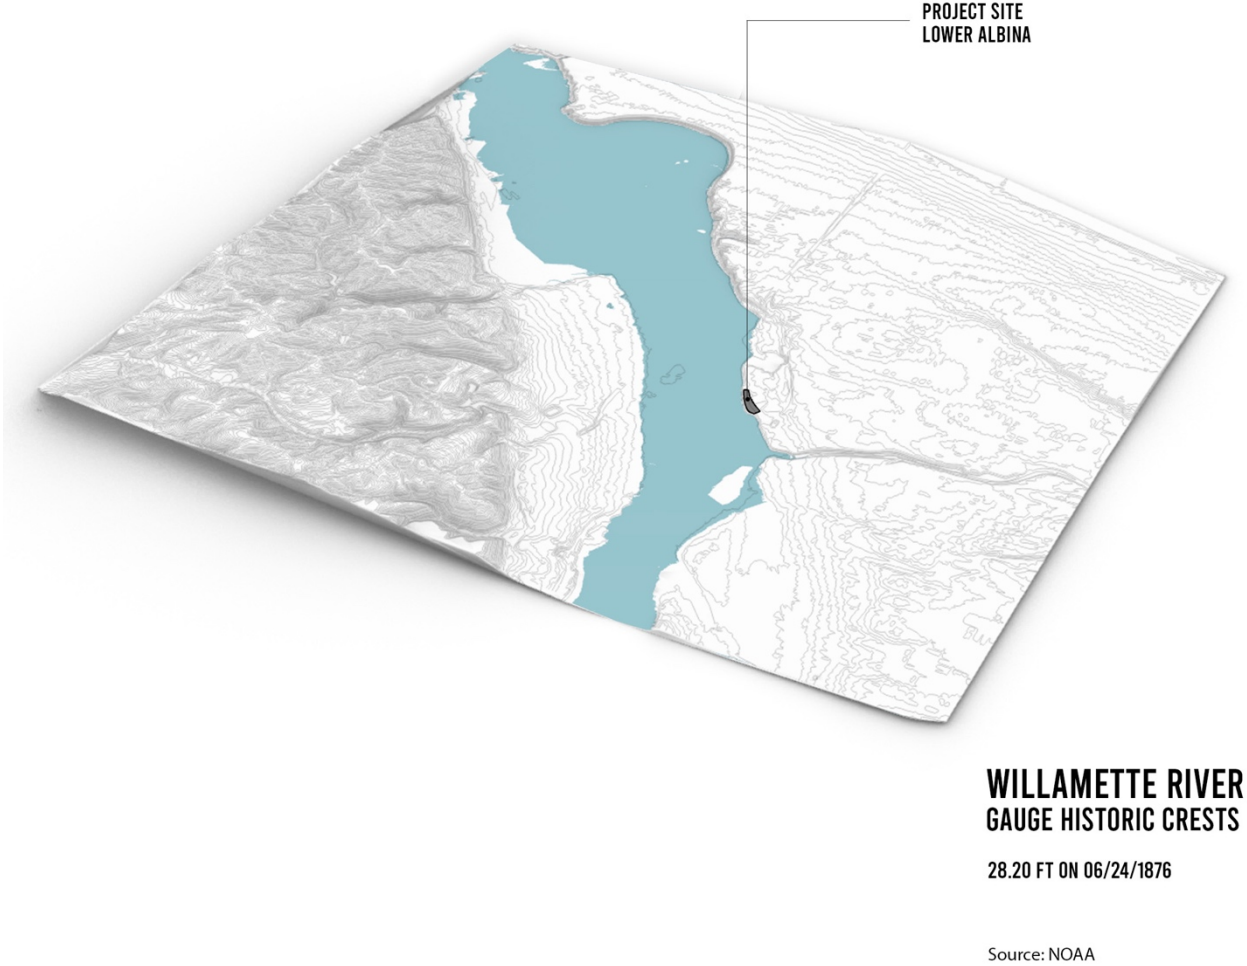 PROJECT SITE
LOWER ALBINA
WILLAMETTE RIVER
GAUGE HISTORIC CRESTS
28.20 FT ON 06/24/1876
Source: NOAA